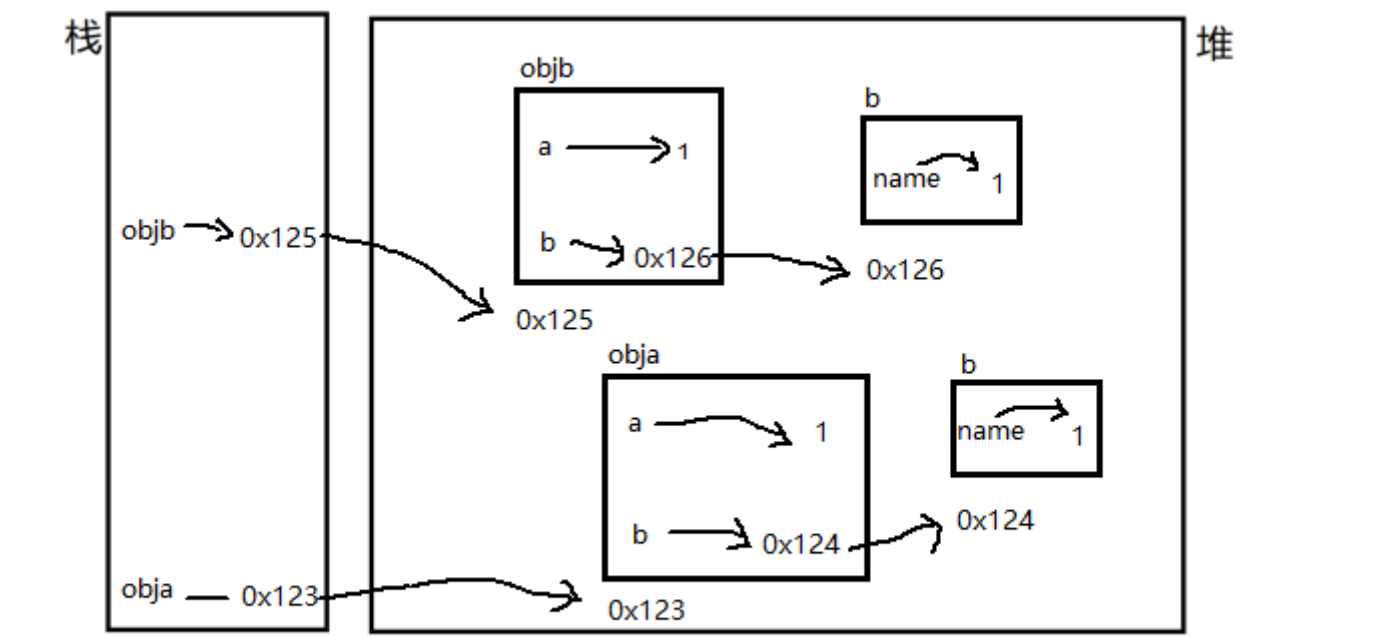 栈
堆
objb
b
a 1
name 1
objb 0x125
b 0x126
0x126
0x125
obja
b
a 1
name 1
b 0x124
0x124
obja 0x123
0x123